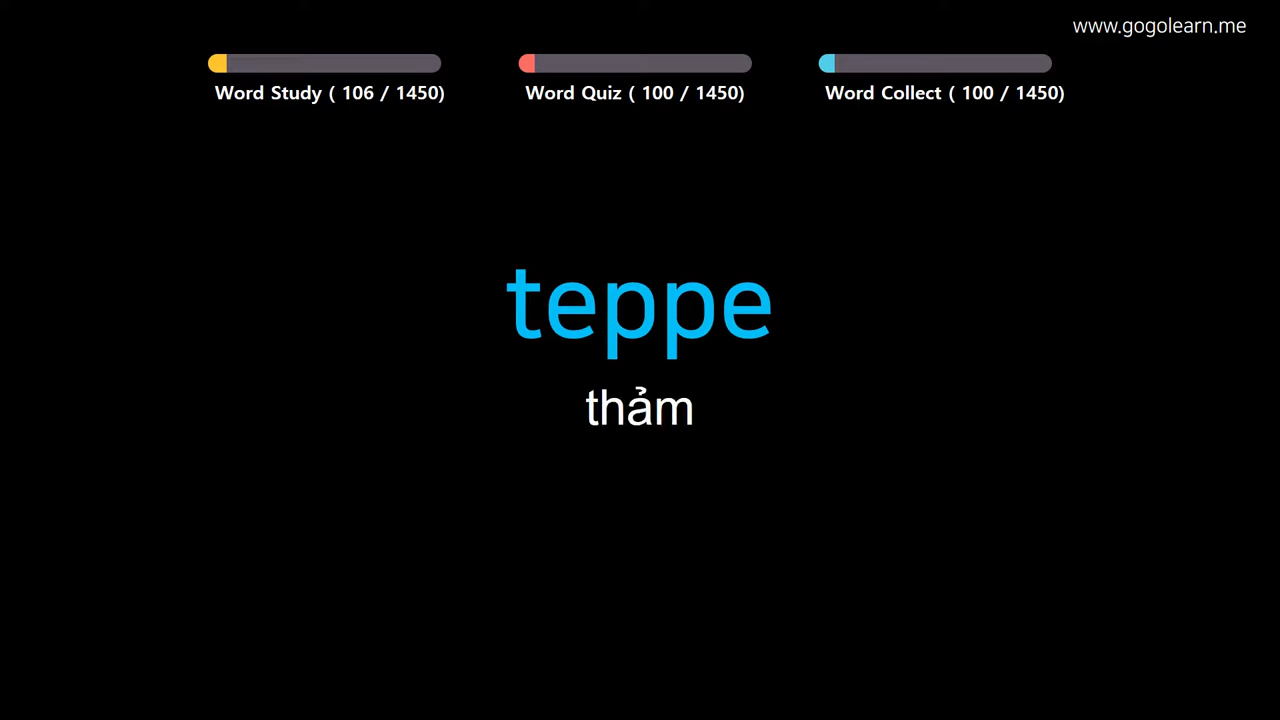 www.gogolearn.me
Word Study ( 106 / 1450)
Word Quiz ( 100 / 1450)
Word Collect ( 100 / 1450)
teppe
thảm